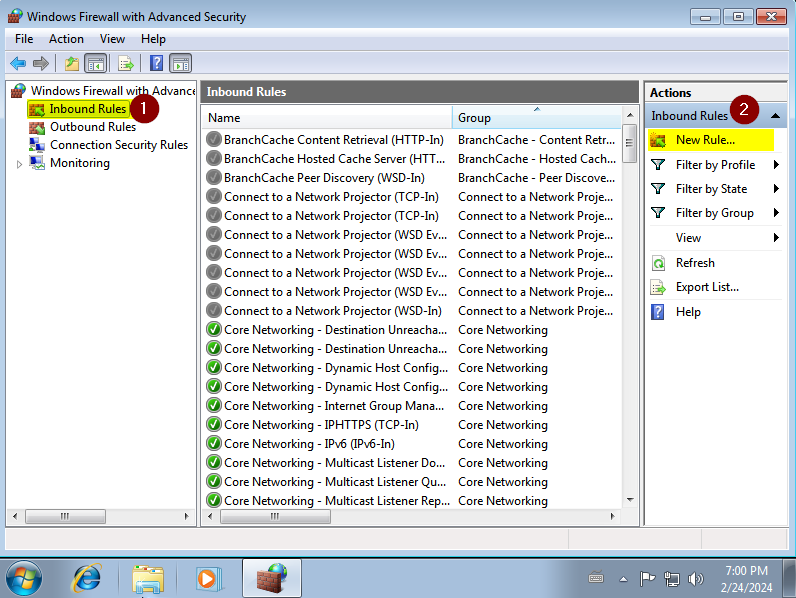 Windows Firewall with Advanced Security
File Action View Help
Windows Firewall with Advance
Inbound Rules 1
Outbound Rules
Connection Security Rules
Monitoring
Inbound Rules
Name Group
BranchCache Content Retrieval (HTTP-In) BranchCache - Content Retr...
BranchCache Hosted Cache Server (HTT... BranchCache - Hosted Cach...
BranchCache Peer Discovery (WSD-In) BranchCache - Peer Discove...
Connect to a Network Projector (TCP-In) Connect to a Network Proje...
Connect to a Network Projector (TCP-In) Connect to a Network Proje...
Connect to a Network Projector (WSD Ev... Connect to a Network Proje...
Connect to a Network Projector (WSD Ev... Connect to a Network Proje...
Connect to a Network Projector (WSD Ev... Connect to a Network Proje...
Connect to a Network Projector (WSD Ev... Connect to a Network Proje...
Connect to a Network Projector (WSD-In) Connect to a Network Proje...
Core Networking - Destination Unreacha... Core Networking
Core Networking - Destination Unreacha... Core Networking
Core Networking - Dynamic Host Config... Core Networking
Core Networking - Dynamic Host Config... Core Networking
Core Networking - Internet Group Mana... Core Networking
Core Networking - IPHTTPS (TCP-In) Core Networking
Core Networking - IPv6 (IPv6-In) Core Networking
Core Networking - Multicast Listener Do... Core Networking
Core Networking - Multicast Listener Qu... Core Networking
Core Networking - Multicast Listener Rep... Core Networking
Actions
Inbound Rules 2
New Rule...
Filter by Profile
Filter by State
Filter by Group
View
Refresh
Export List...
Help
7:00 PM
2/24/2024